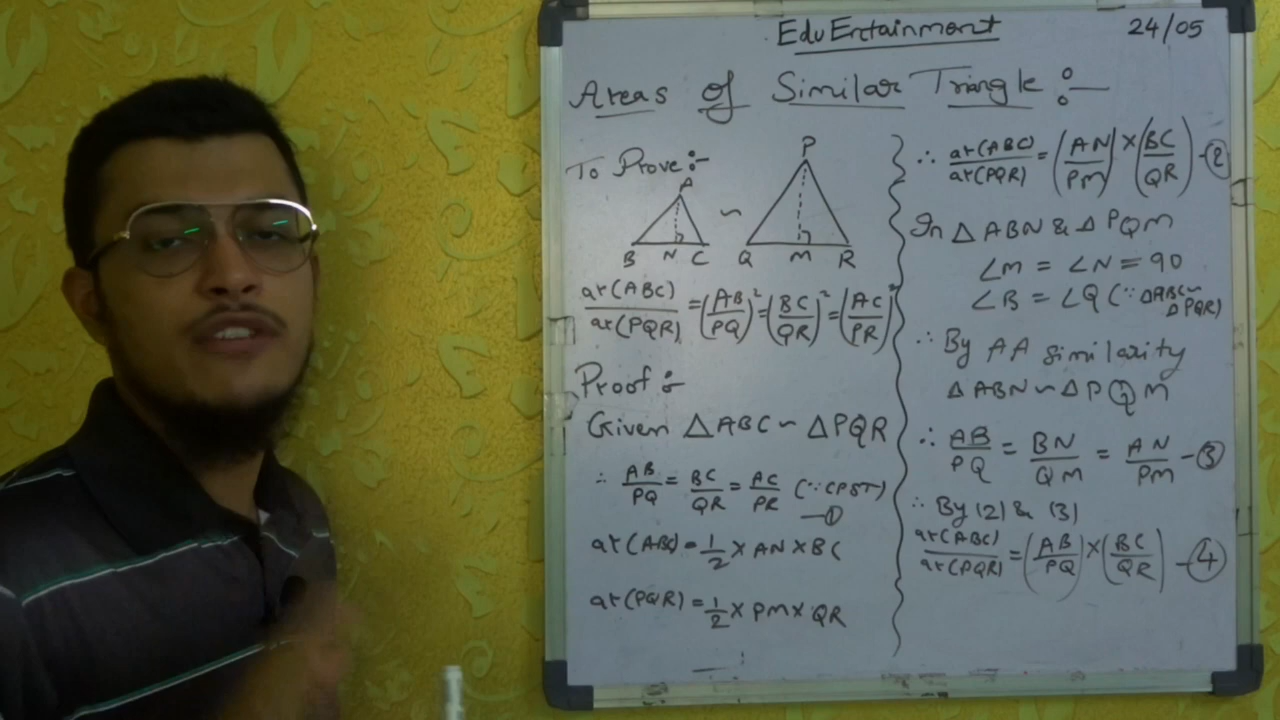 EduEntertainment
24/05
Areas of Similar Triangle :—
To Prove :-
A
B N C
~
P
Q M R
ar(ABC)/ar(PQR) = (AB/PQ)² = (BC/QR)² = (AC/PR)²
Proof :-
Given △ABC ~ △PQR
∴ AB/PQ = BC/QR = AC/PR (∵ CPST)
—①
ar(ABC) = 1/2 × AN × BC
ar(PQR) = 1/2 × PM × QR
∴ ar(ABC)/ar(PQR) = (AN/PM) × (BC/QR) -②
In △ABN & △PQM
∠M = ∠N = 90
∠B = ∠Q (∵ △ABC ~ △PQR)
∴ By AA similarity
△ABN ~ △PQM
∴ AB/PQ = BN/QM = AN/PM -③
∴ By (2) & (3)
ar(ABC)/ar(PQR) = (AB/PQ) × (BC/QR) -④